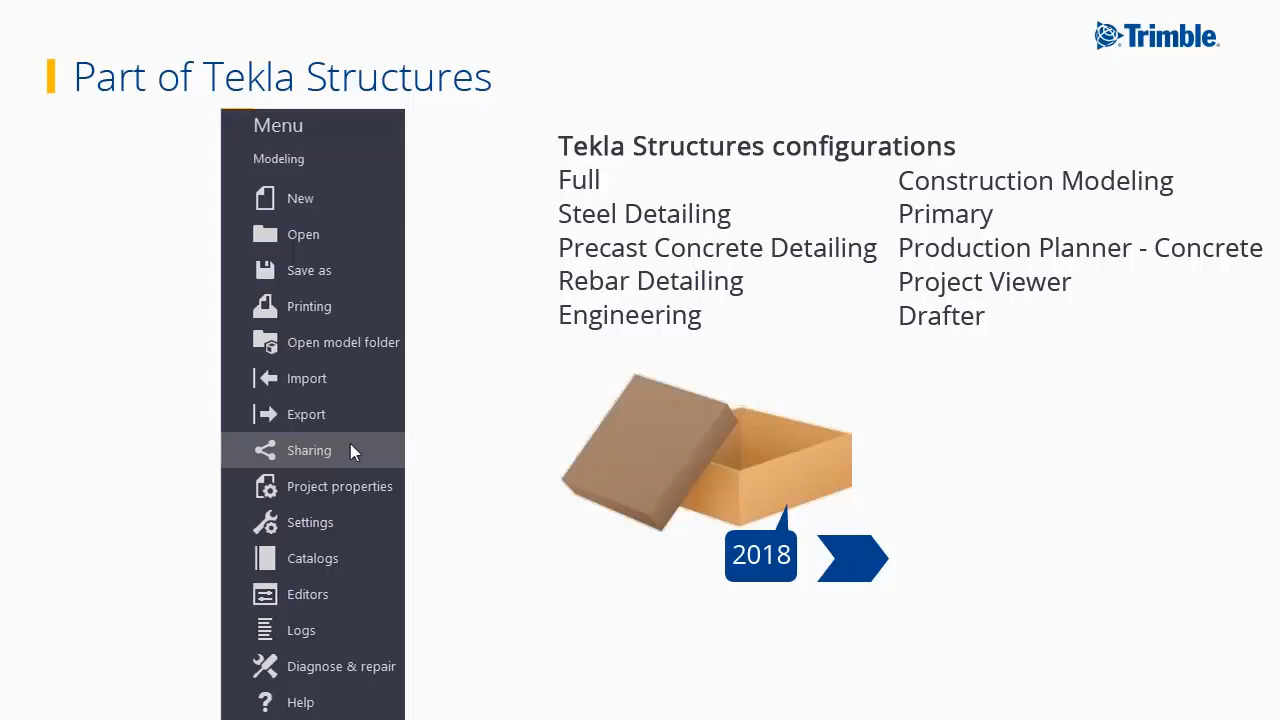 Trimble
Part of Tekla Structures
Menu
Modeling
New
Open
Save as
Printing
Open model folder
Import
Export
Sharing
Project properties
Settings
Catalogs
Editors
Logs
Diagnose & repair
Help
Tekla Structures configurations
Full
Steel Detailing
Precast Concrete Detailing
Rebar Detailing
Engineering
Construction Modeling
Primary
Production Planner - Concrete
Project Viewer
Drafter
2018